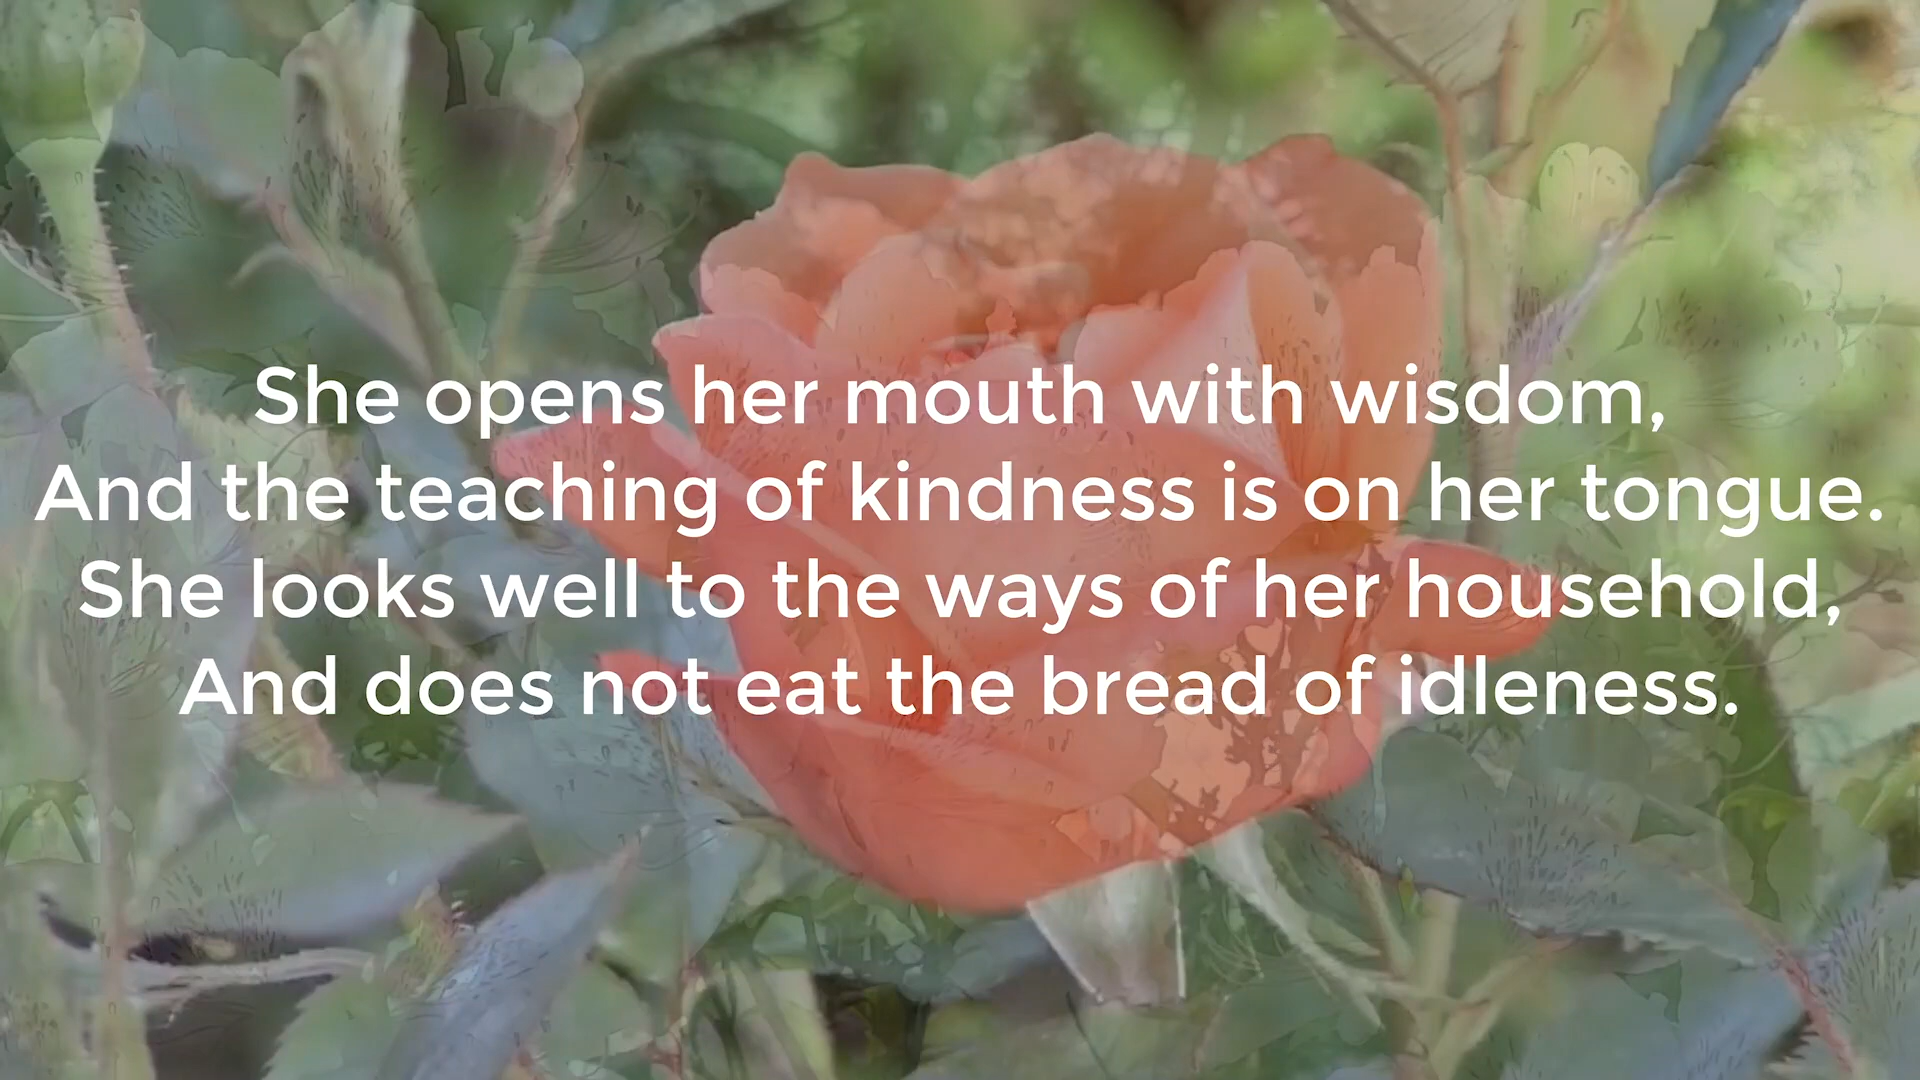 She opens her mouth with wisdom,
And the teaching of kindness is on her tongue.
She looks well to the ways of her household,
And does not eat the bread of idleness.